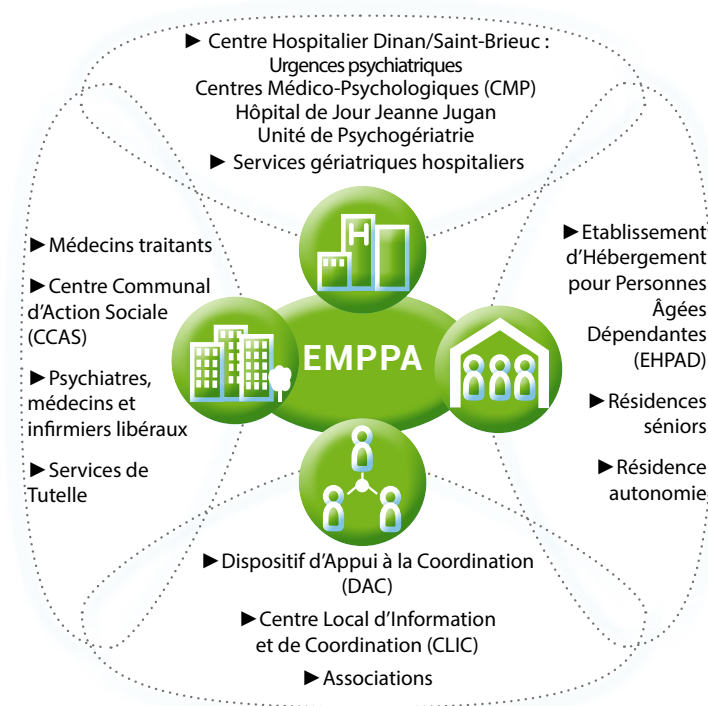 ► Centre Hospitalier Dinan/Saint-Brieuc :
Urgences psychiatriques
Centres Médico-Psychologiques (CMP)
Hôpital de Jour Jeanne Jugan
Unité de Psychogériatrie
► Services gériatriques hospitaliers
► Médecins traitants
► Centre Communal
d’Action Sociale
(CCAS)
► Psychiatres,
médecins et
infirmiers libéraux
► Services de
Tutelle
H
EMPPA
► Etablissement
d’Hébergement
pour Personnes
Âgées
Dépendantes
(EHPAD)
► Résidences
séniors
► Résidence
autonomie
► Dispositif d’Appui à la Coordination
(DAC)
► Centre Local d’Information
et de Coordination (CLIC)
► Associations